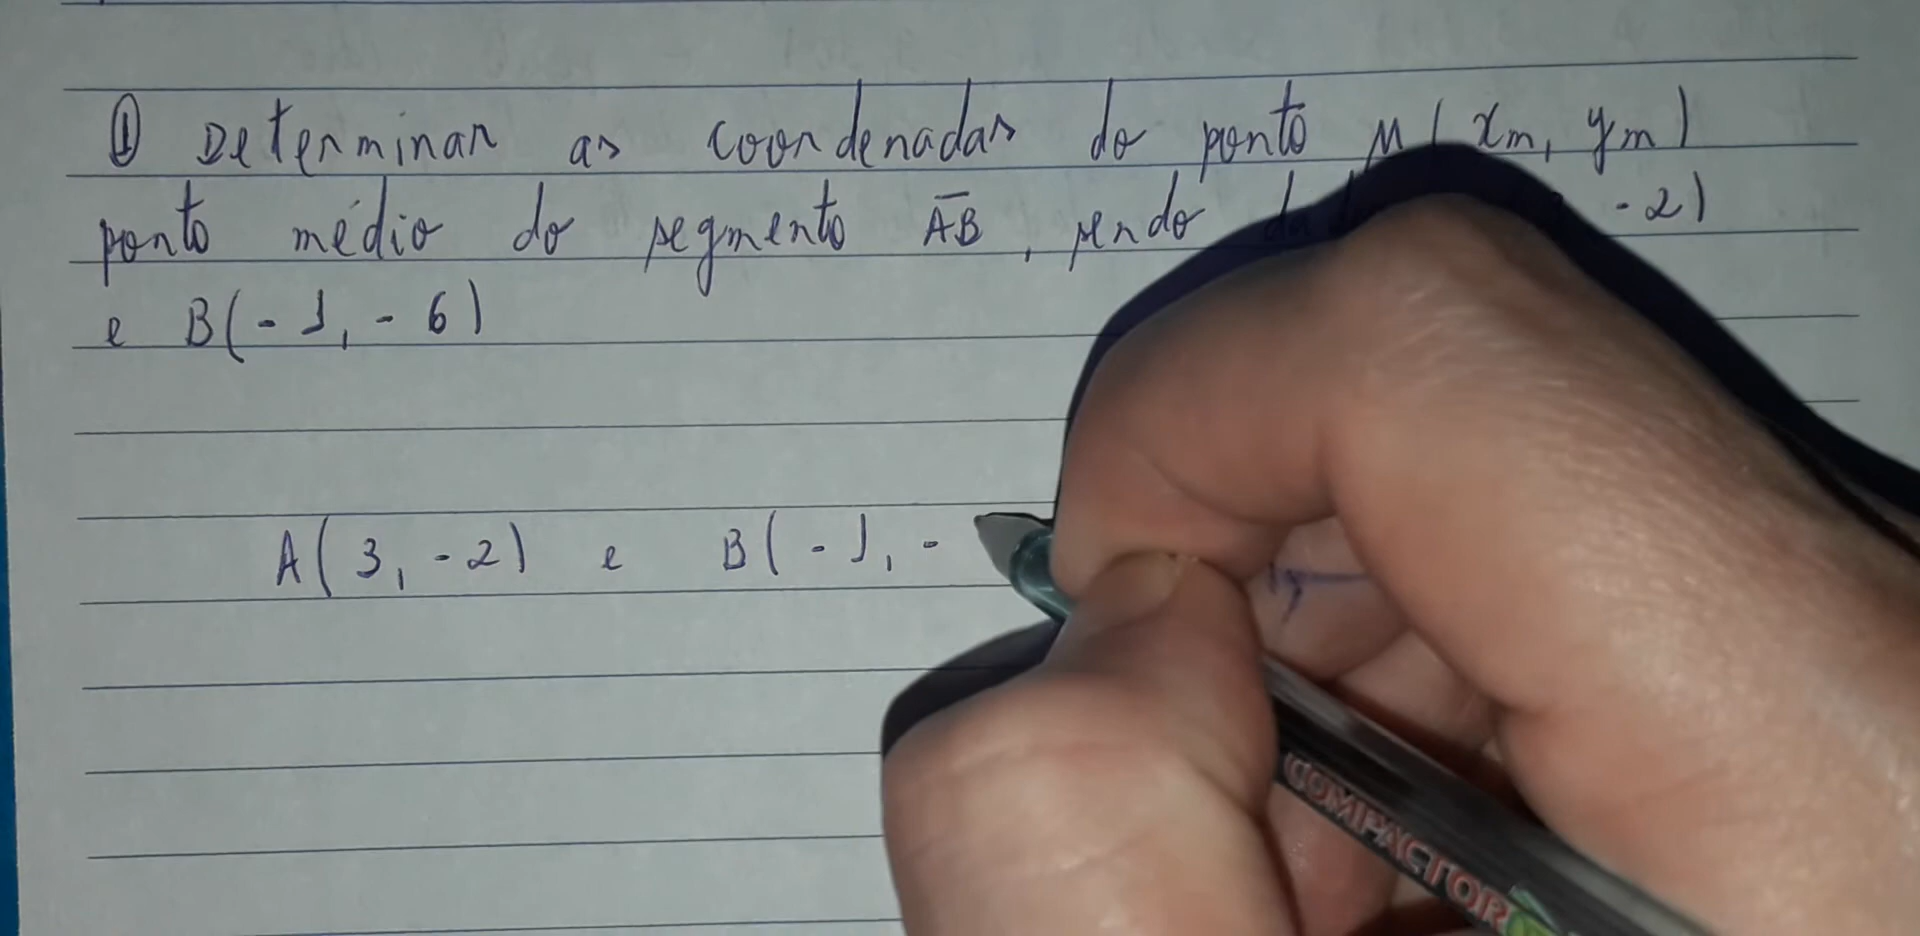 ① Determinar as coordenadas do ponto M(xm, ym)
ponto médio do segmento A̅B̅, sendo -2)
e B(-1, -6)
A(3, -2) e B(-1, -
COMPACTOR